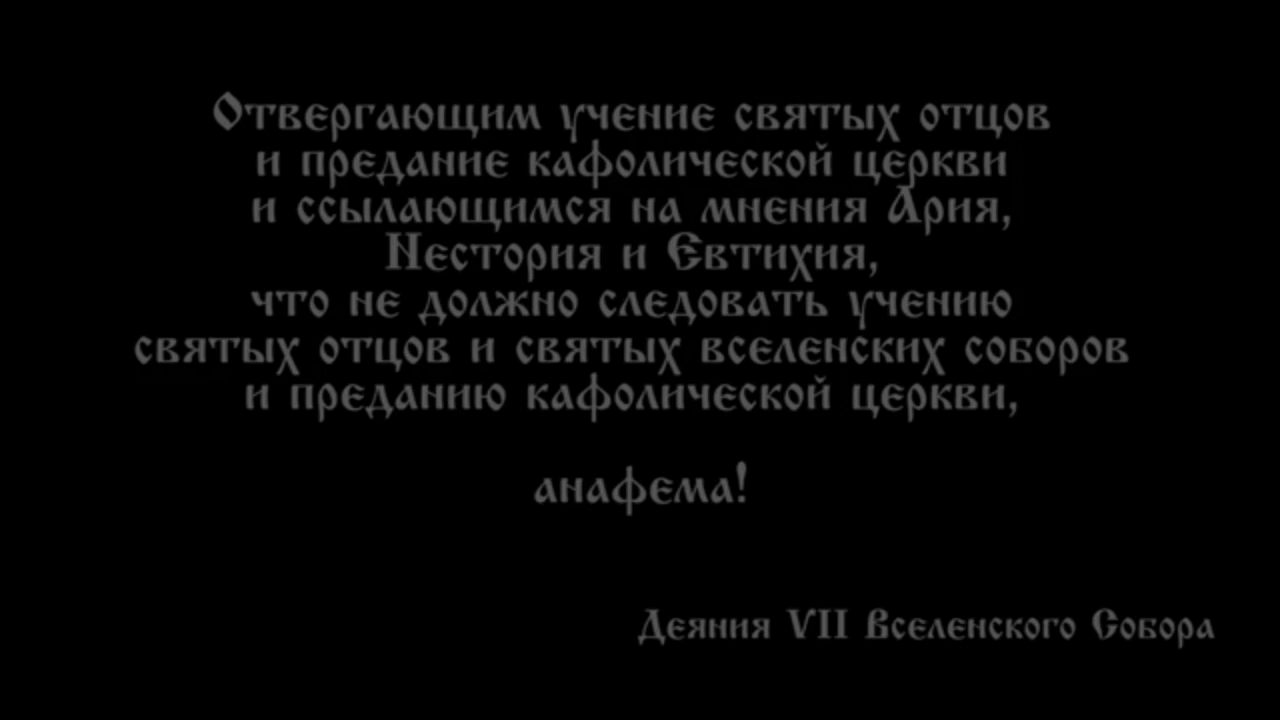 Отвергающим учение святых отцов
и предание кафолической церкви
и ссылающимся на мнения Ария,
Нестория и Евтихия,
что не должно следовать учению
святых отцов и святых вселенских соборов
и преданию кафолической церкви,
анафема!
Деяния VII Вселенского Собора